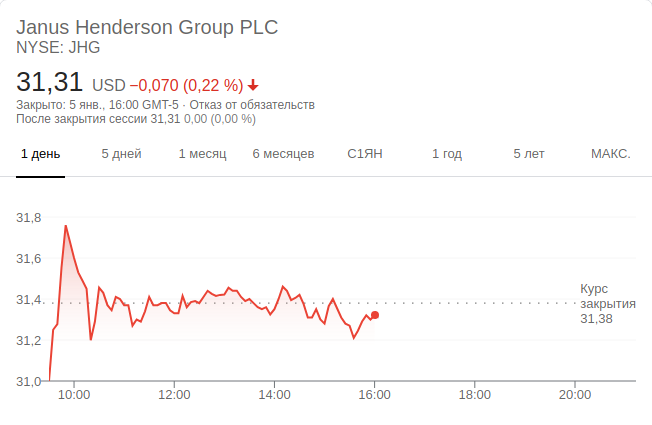 Janus Henderson Group PLC
NYSE: JHG
31,31 USD −0,070 (0,22 %)
Закрыто: 5 янв., 16:00 GMT-5 · Отказ от обязательств
После закрытия сессии 31,31 0,00 (0,00 %)
1 день 5 дней 1 месяц 6 месяцев С1ЯН 1 год 5 лет МАКС.
31,8
31,6
31,4
31,2
31,0
Курс
закрытия
31,38
10:00 12:00 14:00 16:00 18:00 20:00